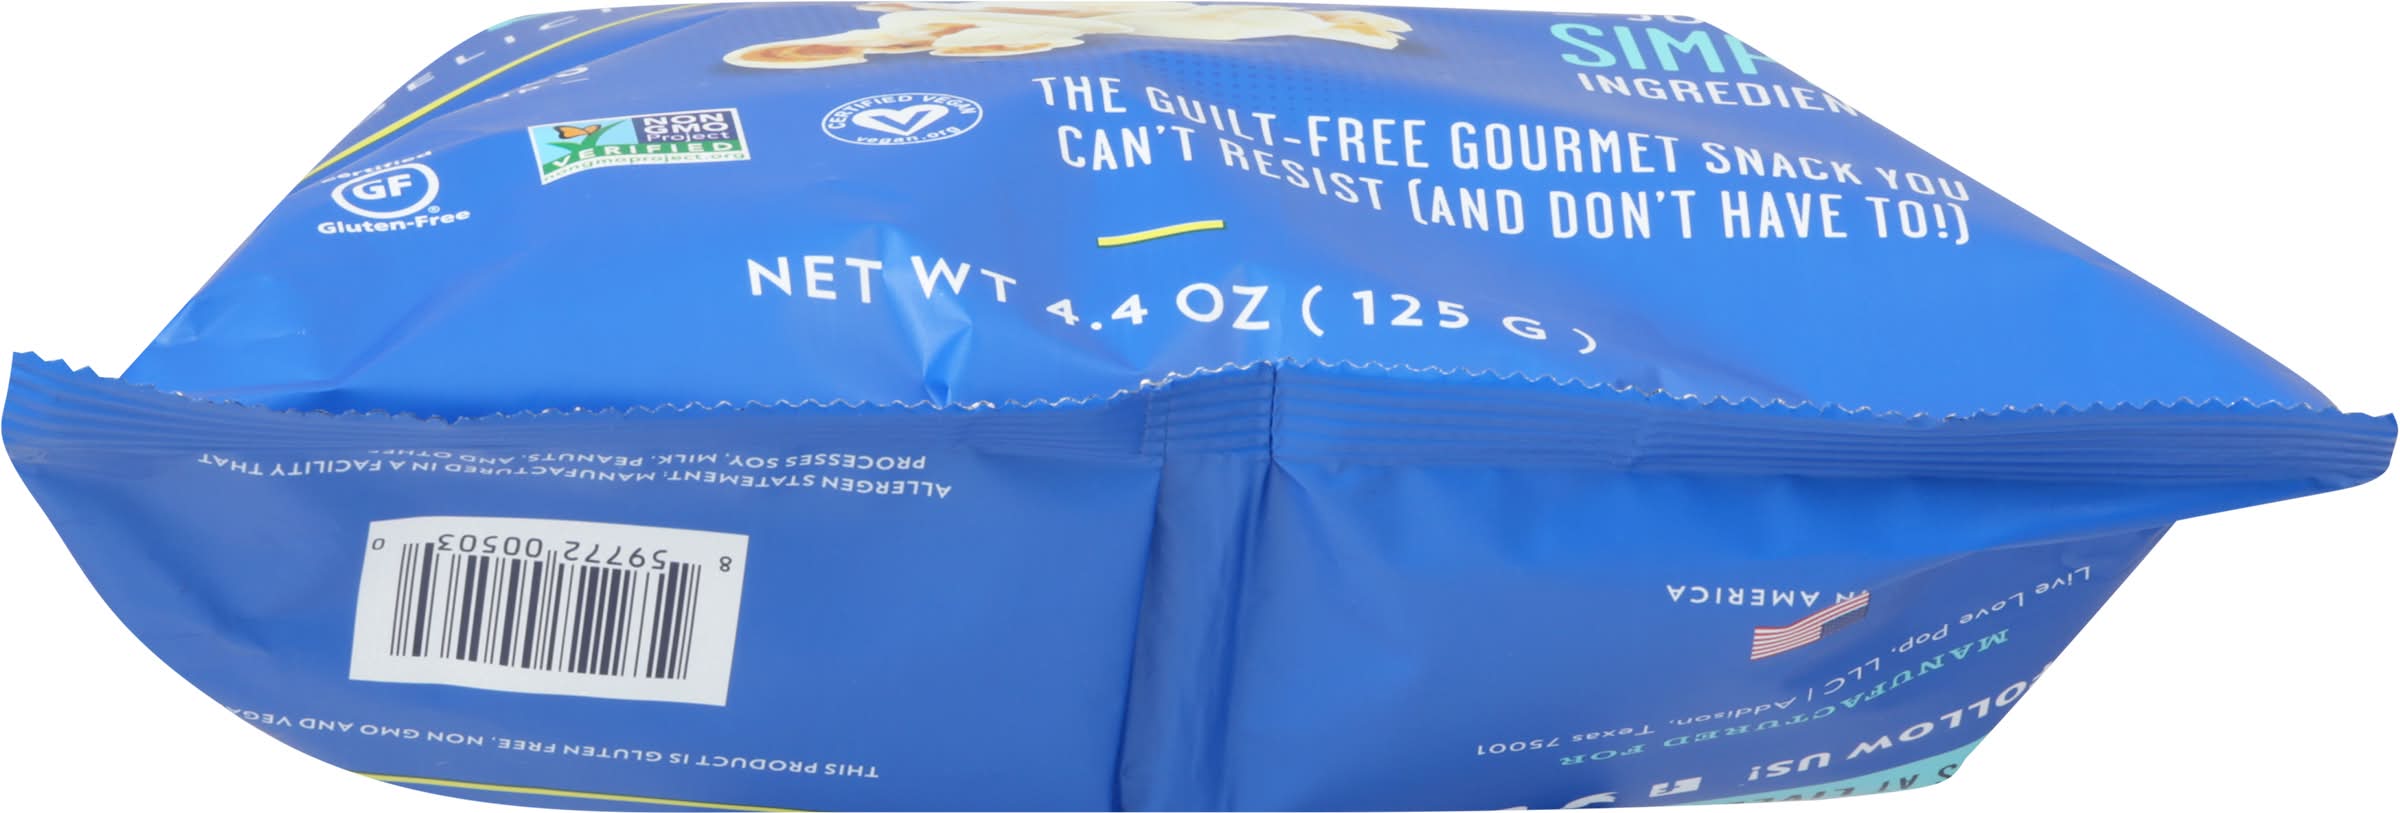 SIMP
INGREDIEN
THE GUILT-FREE GOURMET SNACK YOU
CAN'T RESIST (AND DON'T HAVE TO!)
NON
GMO
Project
VERIFIED
nongmoproject.org
CERTIFIED VEGAN
vegan.org
Certified
GF
®
Gluten-Free
NET WT 4.4 OZ (125 G)
PROCESSES SOY, MILK, PEANUTS, AND OTHE
ALLERGEN STATEMENT: MANUFACTURED IN A FACILITY THAT
8 59772 00503 0
THIS PRODUCT IS GLUTEN FREE, NON GMO AND VEGA
IN AMERICA
Live Love Pop, LLC | Addison, Texas 75001
MANUFACTURED FOR
FOLLOW US!